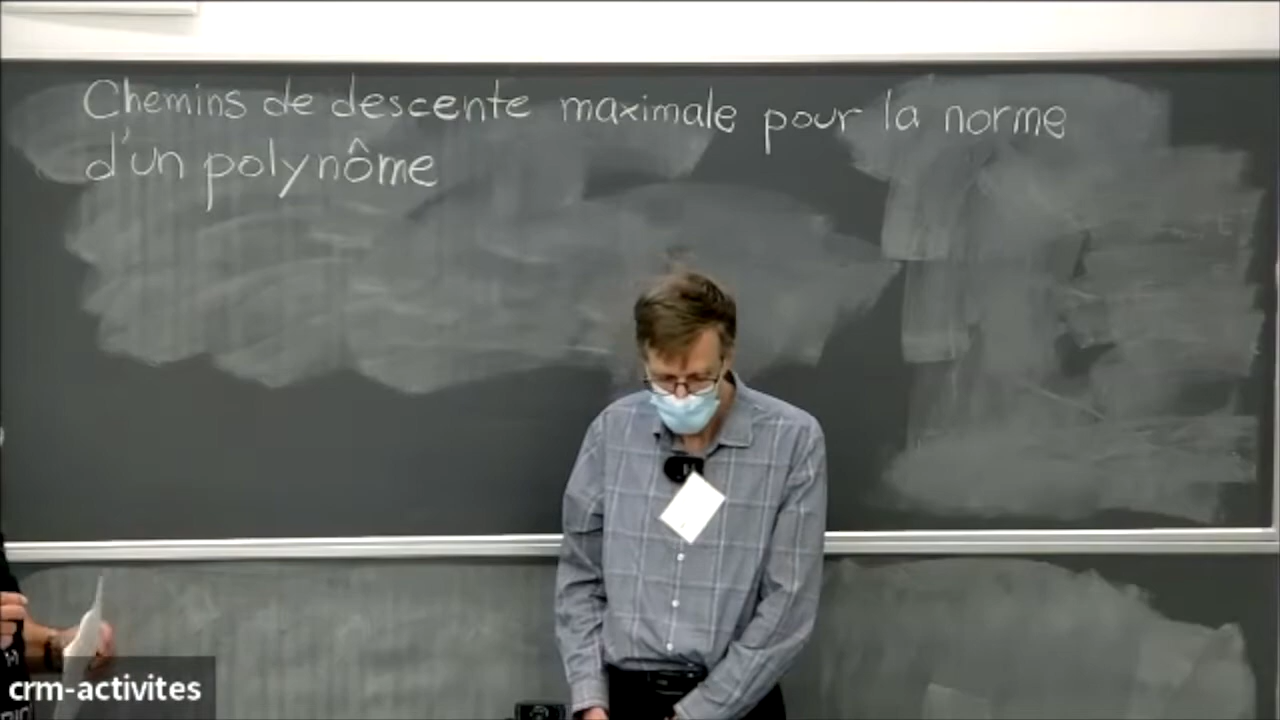 Chemins de descente maximale pour la norme
d'un polynôme
crm-activites